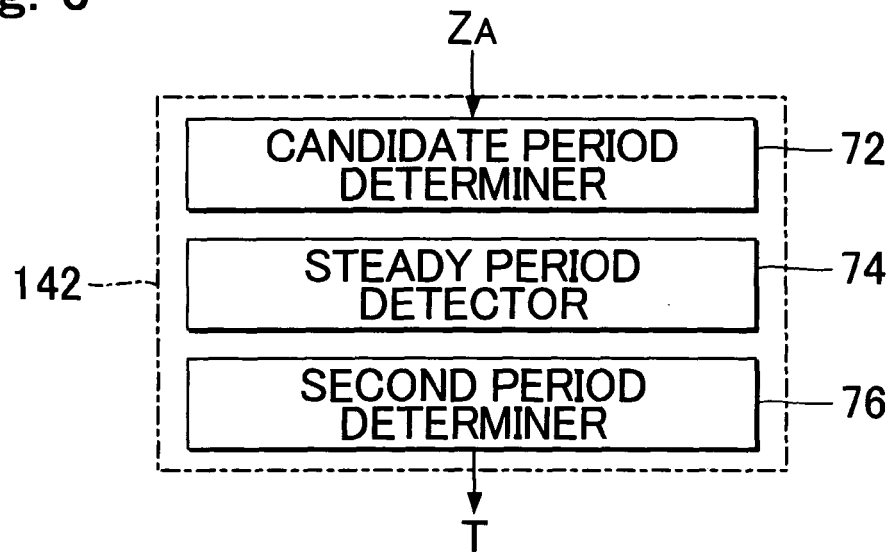 ZA
CANDIDATE PERIOD
DETERMINER
72
142
STEADY PERIOD
DETECTOR
74
SECOND PERIOD
DETERMINER
76
T